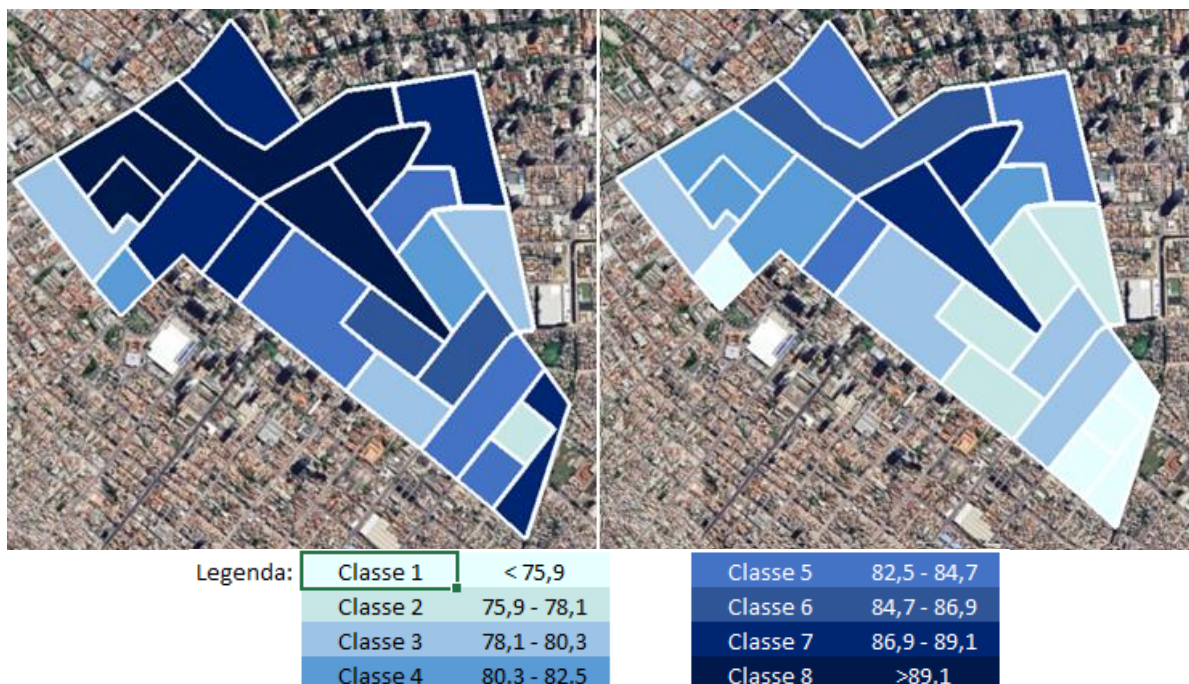 Legenda: Classe 1 < 75,9 Classe 5 82,5 - 84,7
Classe 2 75,9 - 78,1 Classe 6 84,7 - 86,9
Classe 3 78,1 - 80,3 Classe 7 86,9 - 89,1
Classe 4 80,3 - 82,5 Classe 8 >89,1